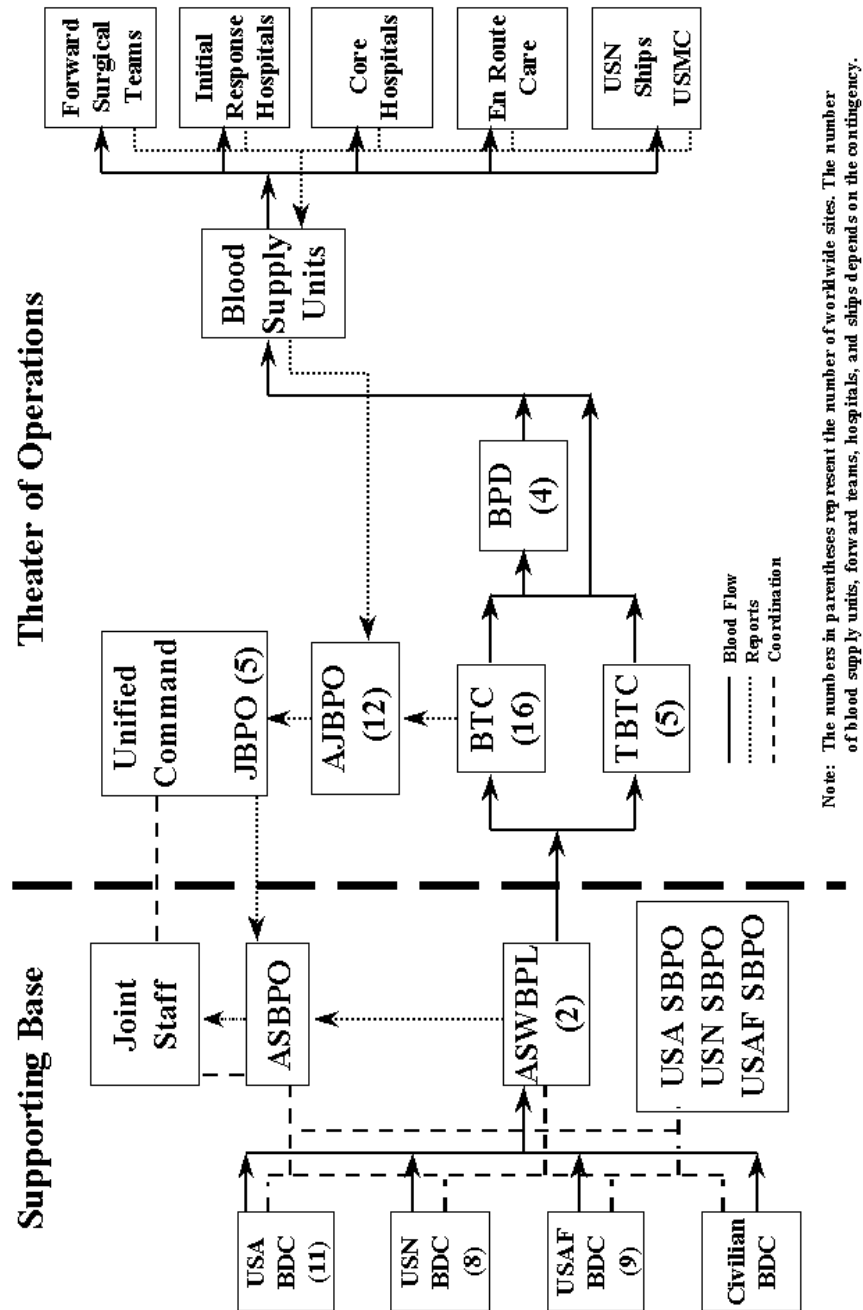 Supporting Base
Theater of Operations
USA
BDC
(11)
USN
BDC
(8)
USAF
BDC
(9)
Civilian
BDC
Joint
Staff
ASBPO
ASWBPL
(2)
USA SBPO
USN SBPO
USAF SBPO
Unified
Command
JBPO (5)
AJBPO
(12)
BTC
(16)
TBTC
(5)
BPD
(4)
Blood
Supply
Units
Forward
Surgical
Teams
Initial
Response
Hospitals
Core
Hospitals
En Route
Care
USN
Ships
USMC
Blood Flow
Reports
Coordination
Note: The numbers in parentheses represent the number of worldwide sites. The number
of blood supply units, forward teams, hospitals, and ships depends on the contingency.